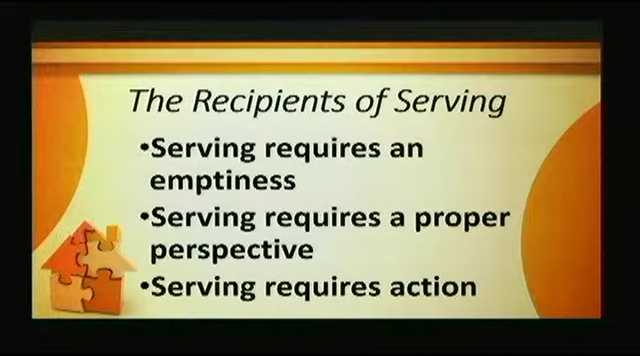 The Recipients of Serving
•Serving requires an
emptiness
•Serving requires a proper
perspective
•Serving requires action